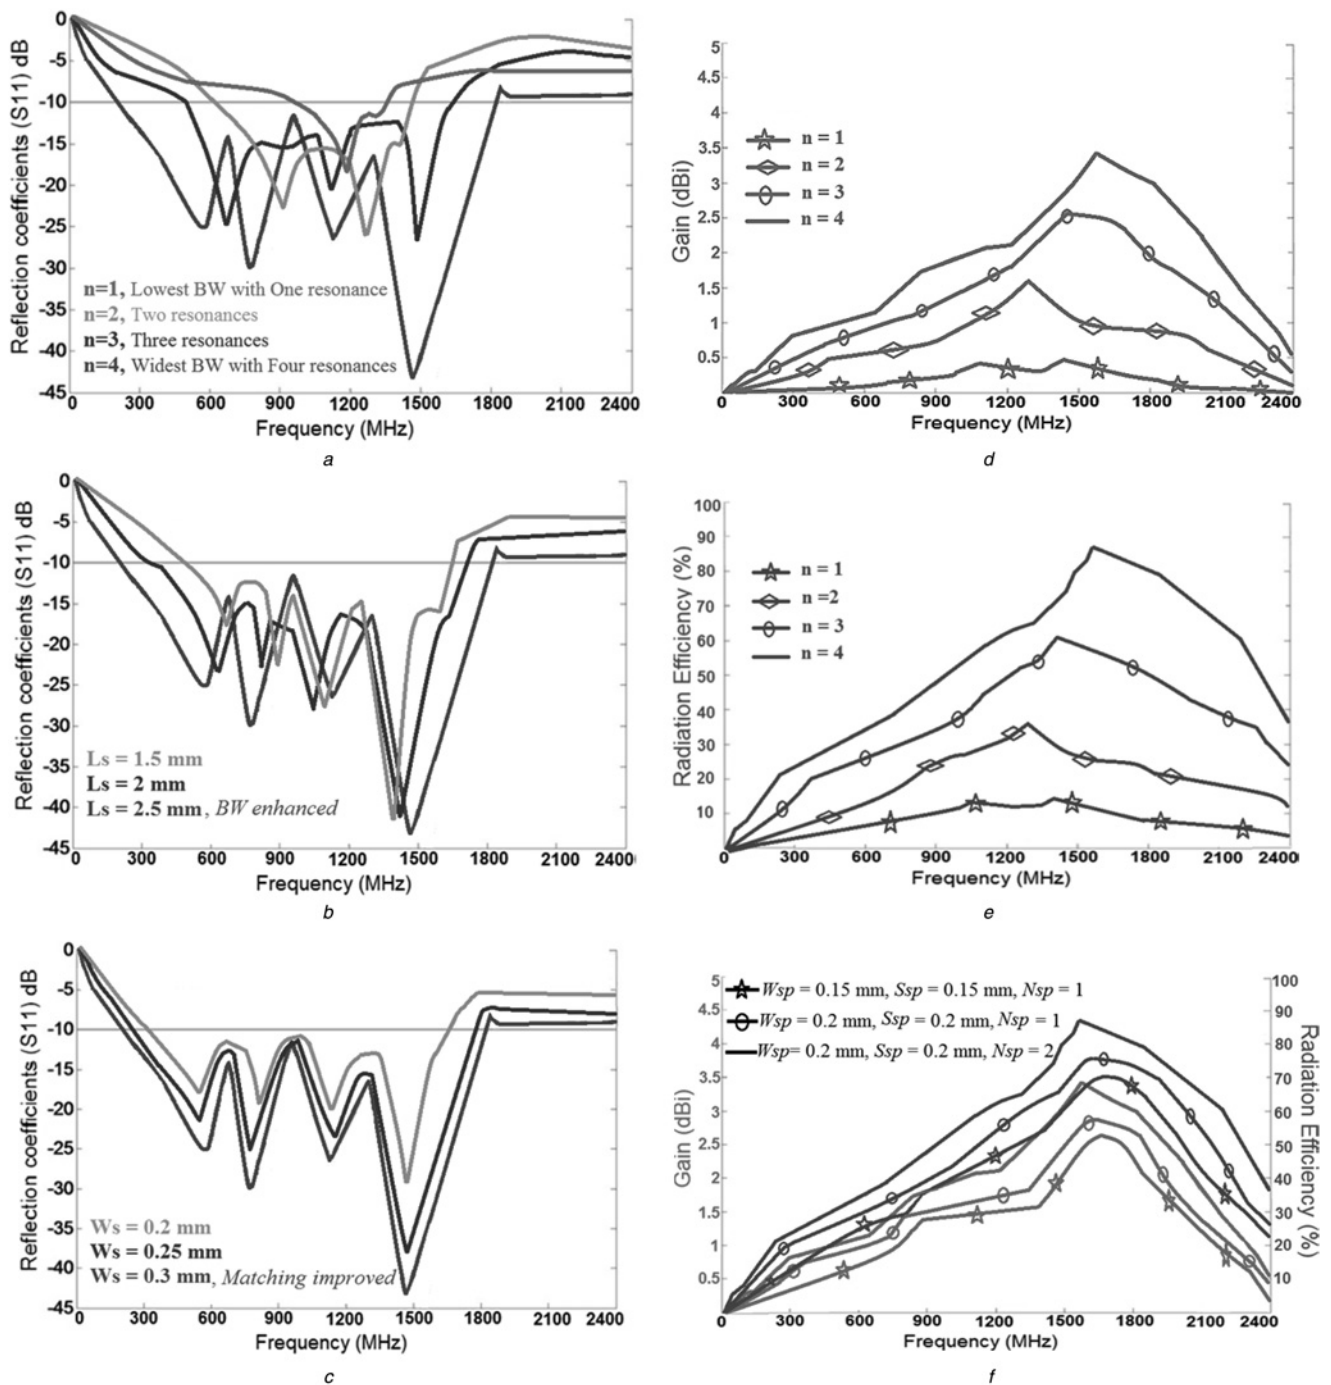 Reflection coefficients (S11) dB
0
-5
-10
-15
-20
-25
-30
-35
-40
-45
n=1, Lowest BW with One resonance
n=2, Two resonances
n=3, Three resonances
n=4, Widest BW with Four resonances
0 300 600 900 1200 1500 1800 2100 2400
Frequency (MHz)
a
Gain (dBi)
5
4.5
4
3.5
3
2.5
2
1.5
1
0.5
n = 1
n = 2
n = 3
n = 4
0 300 600 900 1200 1500 1800 2100 2400
Frequency (MHz)
d
Reflection coefficients (S11) dB
0
-5
-10
-15
-20
-25
-30
-35
-40
-45
Ls = 1.5 mm
Ls = 2 mm
Ls = 2.5 mm, BW enhanced
0 300 600 900 1200 1500 1800 2100 2400
Frequency (MHz)
b
Radiation Efficiency (%)
100
90
80
70
60
50
40
30
20
10
n = 1
n =2
n = 3
n = 4
0 300 600 900 1200 1500 1800 2100 2400
Frequency (MHz)
e
Reflection coefficients (S11) dB
0
-5
-10
-15
-20
-25
-30
-35
-40
-45
Ws = 0.2 mm
Ws = 0.25 mm
Ws = 0.3 mm, Matching improved
0 300 600 900 1200 1500 1800 2100 2400
Frequency (MHz)
c
Gain (dBi)
5
4.5
4
3.5
3
2.5
2
1.5
1
0.5
Wsp = 0.15 mm, Ssp = 0.15 mm, Nsp = 1
Wsp = 0.2 mm, Ssp = 0.2 mm, Nsp = 1
Wsp= 0.2 mm, Ssp = 0.2 mm, Nsp = 2
100
90
80
70
60
50
40
30
20
10
Radiation Efficiency (%)
0 300 600 900 1200 1500 1800 2100 2400
Frequency (MHz)
f